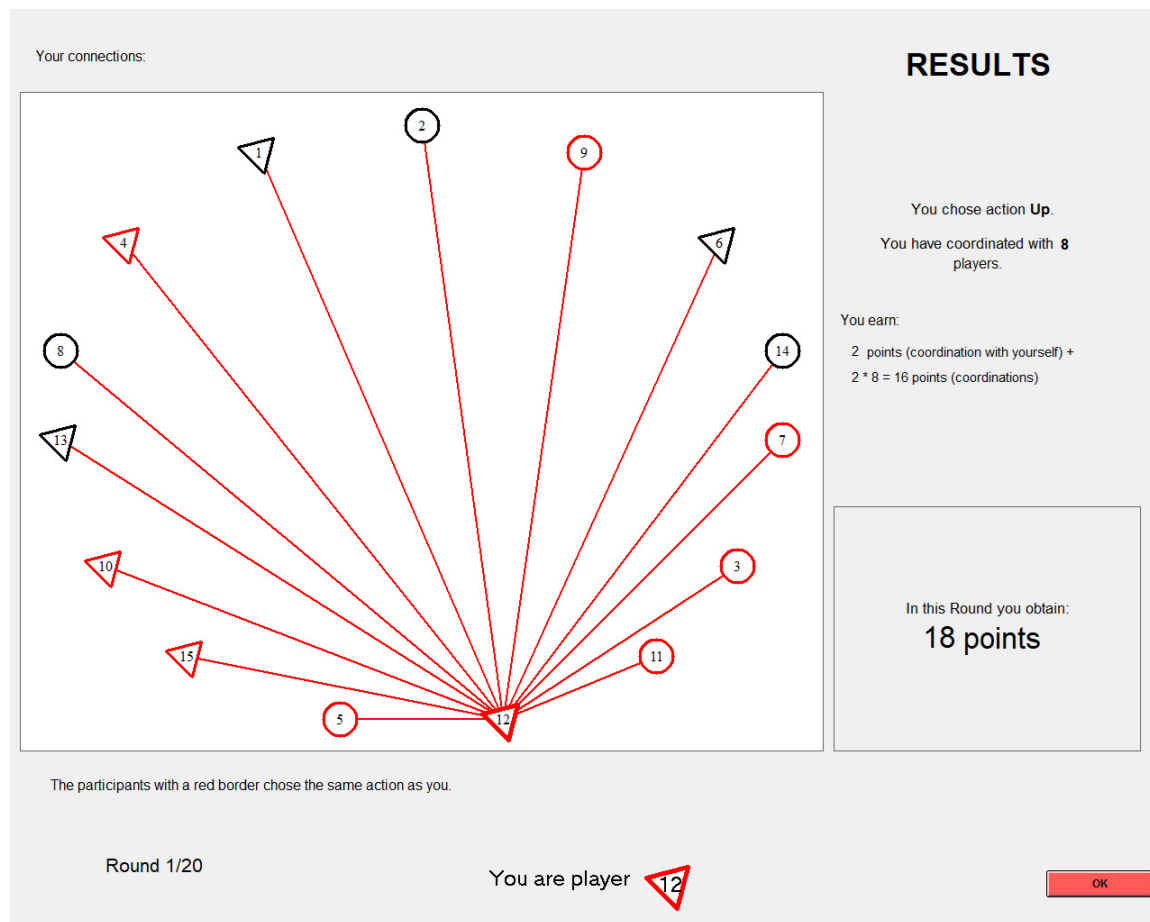 Your connections:
RESULTS
2
1
9
4
6
8
14
13
7
10
3
15
11
5
12
You chose action Up.
You have coordinated with 8
players.
You earn:
2 points (coordination with yourself) +
2 * 8 = 16 points (coordinations)
In this Round you obtain:
18 points
The participants with a red border chose the same action as you.
Round 1/20
You are player 12
OK